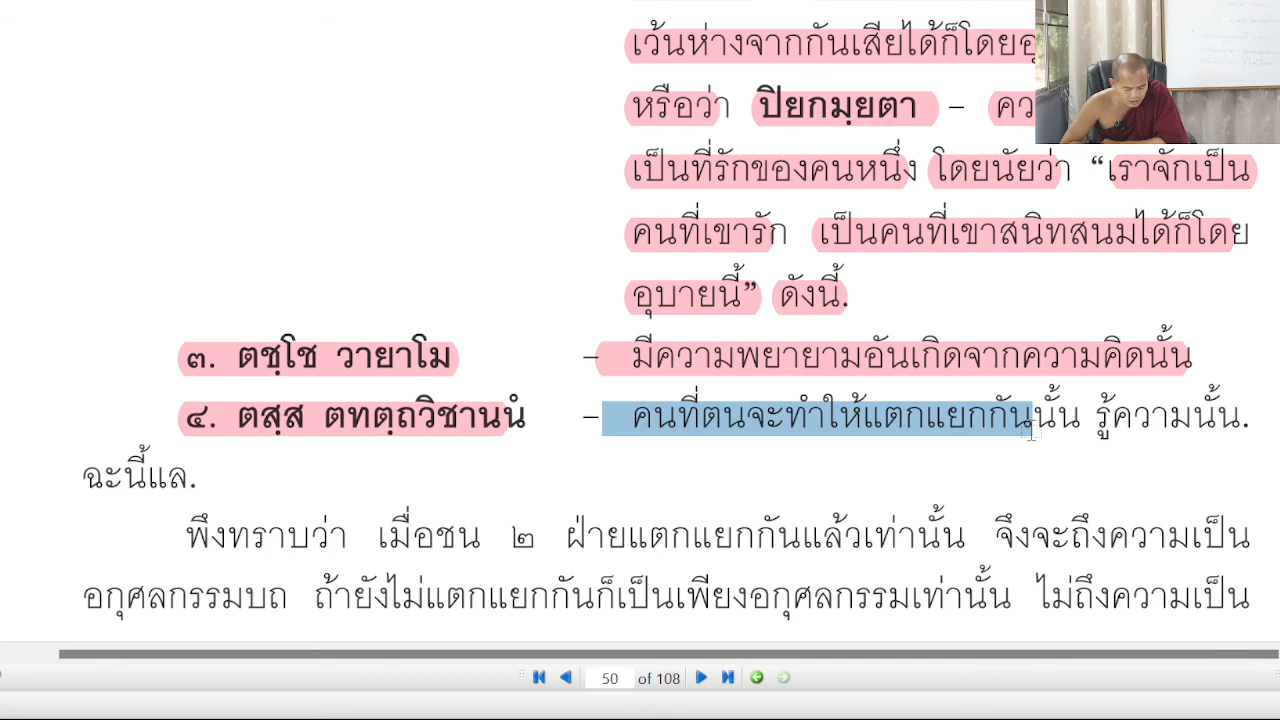 เว้นห่างจากกันเสียได้ก็โดย
หรือว่า ปิยกมฺยตา –
เป็นที่รักของคนหนึ่ง โดยนัยว่า “เราจักเป็น
คนที่เขารัก เป็นคนที่เขาสนิทสนมได้ก็โดย
อุบายนี้” ดังนี้.
๓. ตชฺโช วายาโม – มีความพยายามอันเกิดจากความคิดนั้น
๔. ตสฺส ตทตฺถวิชานนํ – คนที่ตนจะทำให้แตกแยกกันนั้น รู้ความนั้น.
ฉะนี้แล.
พึงทราบว่า เมื่อชน ๒ ฝ่ายแตกแยกกันแล้วเท่านั้น จึงจะถึงความเป็น
อกุศลกรรมบถ ถ้ายังไม่แตกแยกกันก็เป็นเพียงอกุศลกรรมเท่านั้น ไม่ถึงความเป็น
50 of 108